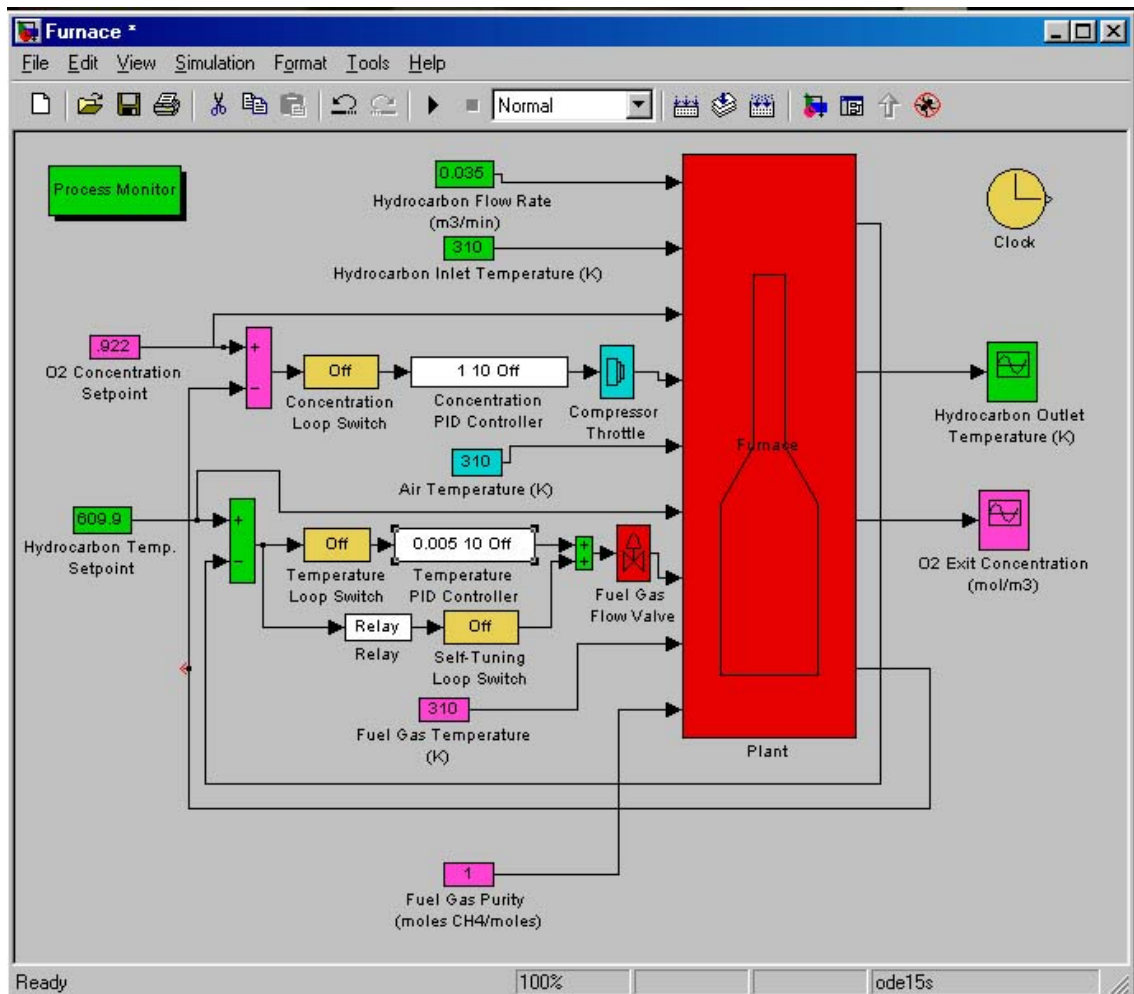 Furnace *
File Edit View Simulation Format Tools Help
Normal
Process Monitor
0.035
Hydrocarbon Flow Rate
(m3/min)
310
Hydrocarbon Inlet Temperature (K)
Clock
.922
O2 Concentration
Setpoint
+
−
Off
Concentration
Loop Switch
1 10 Off
Concentration
PID Controller
Compressor
Throttle
310
Air Temperature (K)
Furnace
Plant
Hydrocarbon Outlet
Temperature (K)
609.9
Hydrocarbon Temp.
Setpoint
+
−
Off
Temperature
Loop Switch
0.005 10 Off
Temperature
PID Controller
+
+
Fuel Gas
Flow Valve
O2 Exit Concentration
(mol/m3)
Relay
Relay
Off
Self-Tuning
Loop Switch
310
Fuel Gas Temperature
(K)
1
Fuel Gas Purity
(moles CH4/moles)
Ready
100%
ode15s